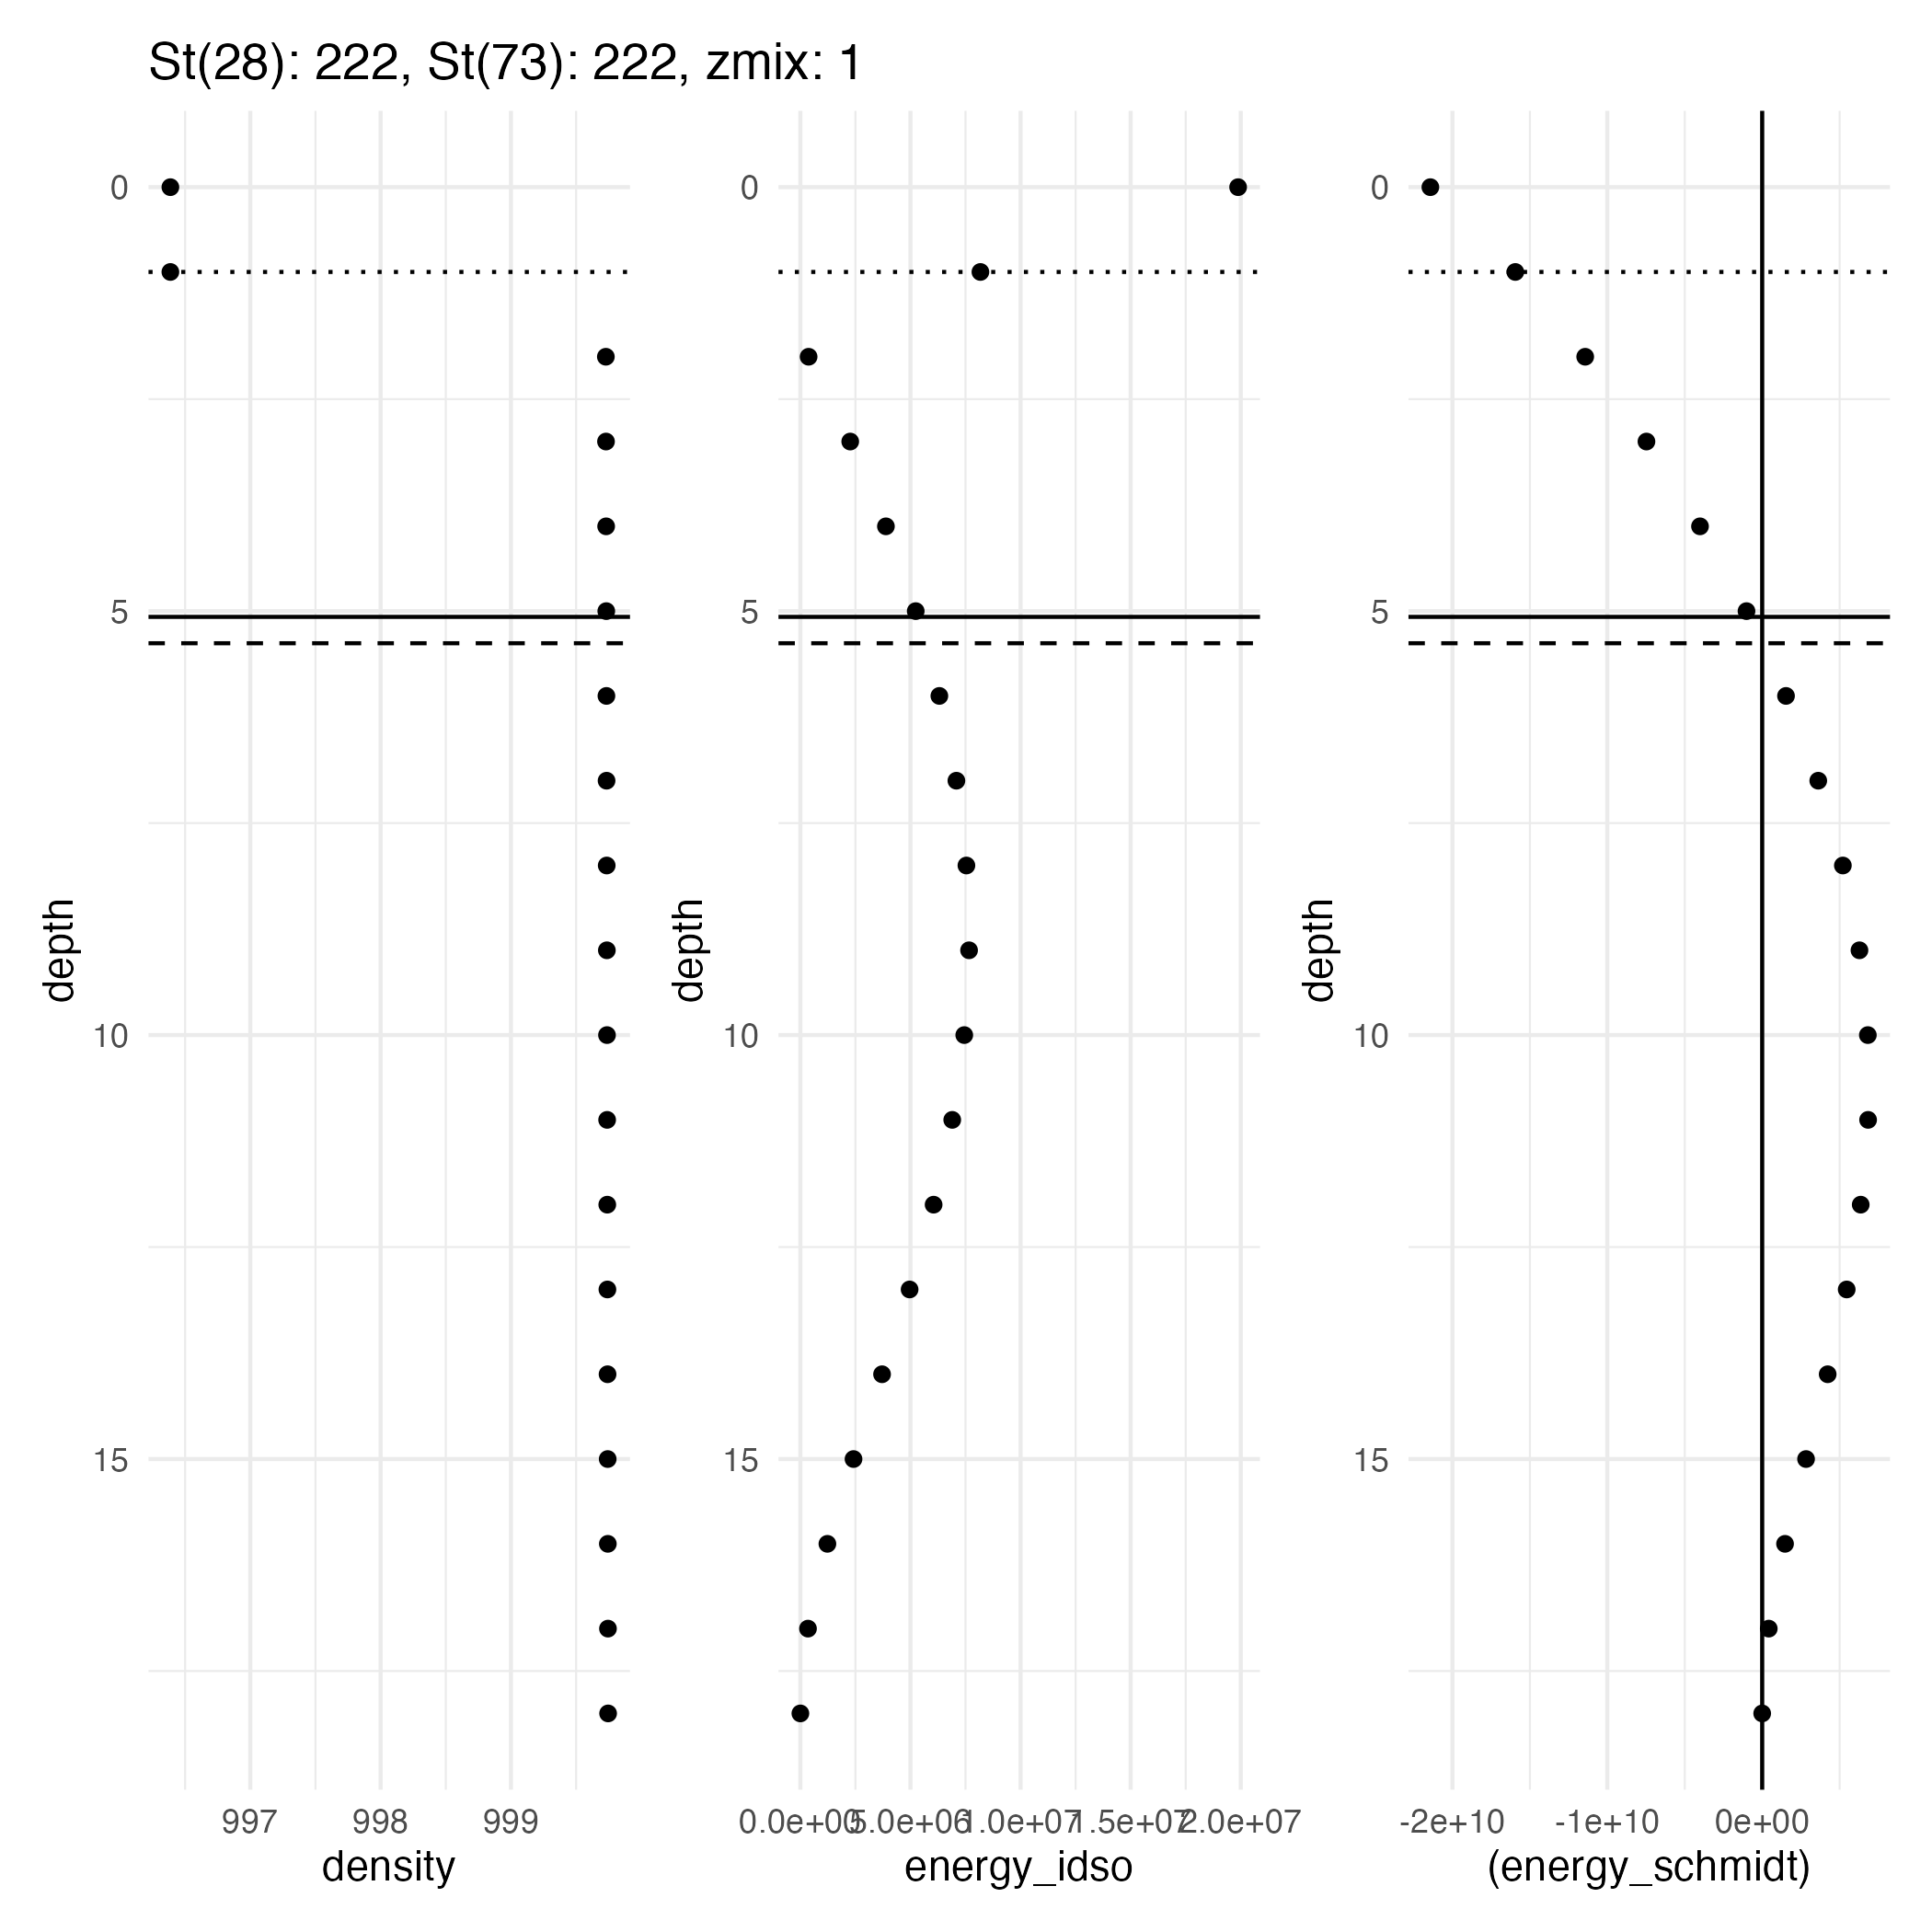 St(28): 222, St(73): 222, zmix: 1
0
5
10
15
depth
997 998 999
density
0
5
10
15
depth
0.0e+00 5.0e+06 1.0e+07 1.5e+07 2.0e+07
energy_idso
0
5
10
15
depth
-2e+10 -1e+10 0e+00
(energy_schmidt)